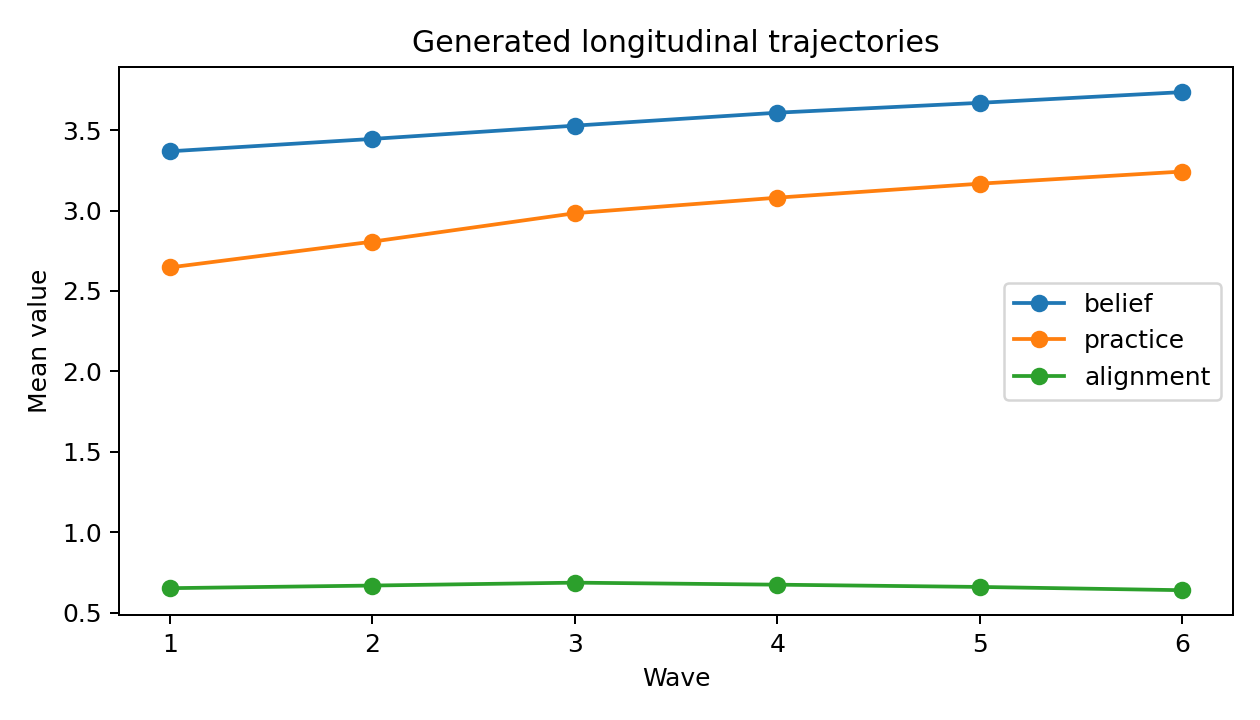 Generated longitudinal trajectories
Mean value
3.5
3.0
2.5
2.0
1.5
1.0
0.5
belief
practice
alignment
1 2 3 4 5 6
Wave